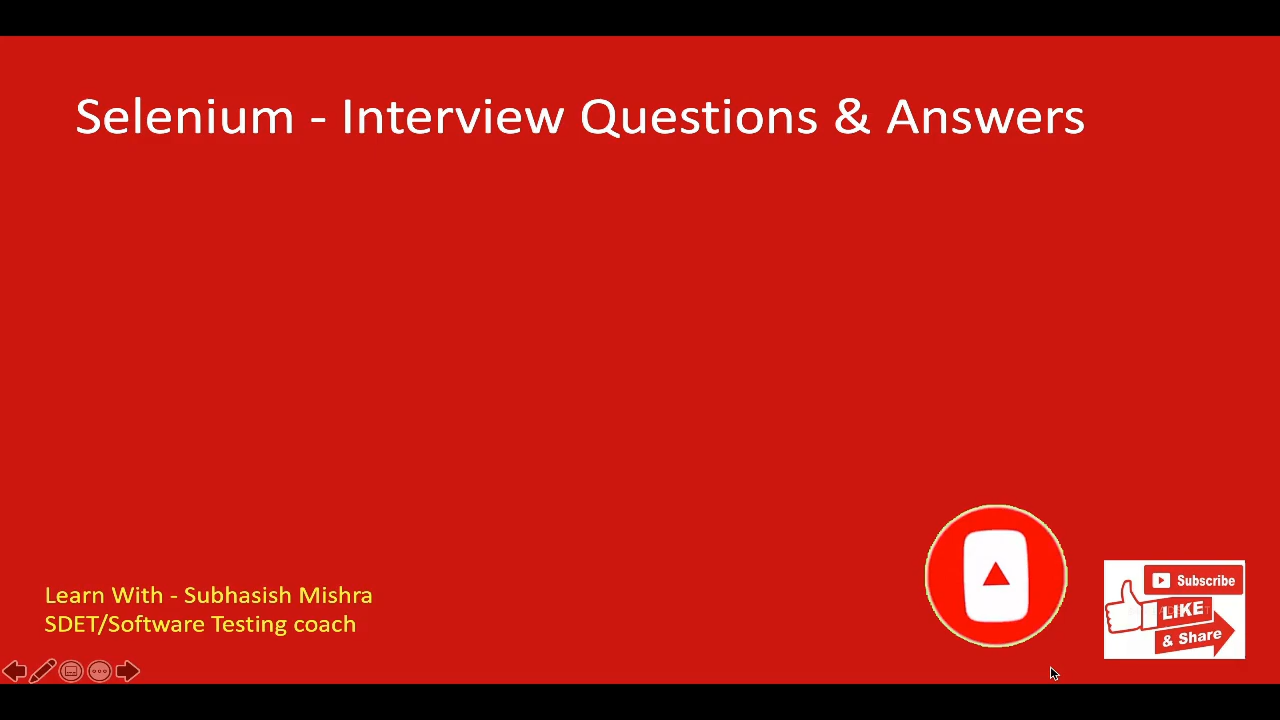 Selenium - Interview Questions & Answers
Learn With - Subhasish Mishra
SDET/Software Testing coach
Subscribe
LIKE
& Share